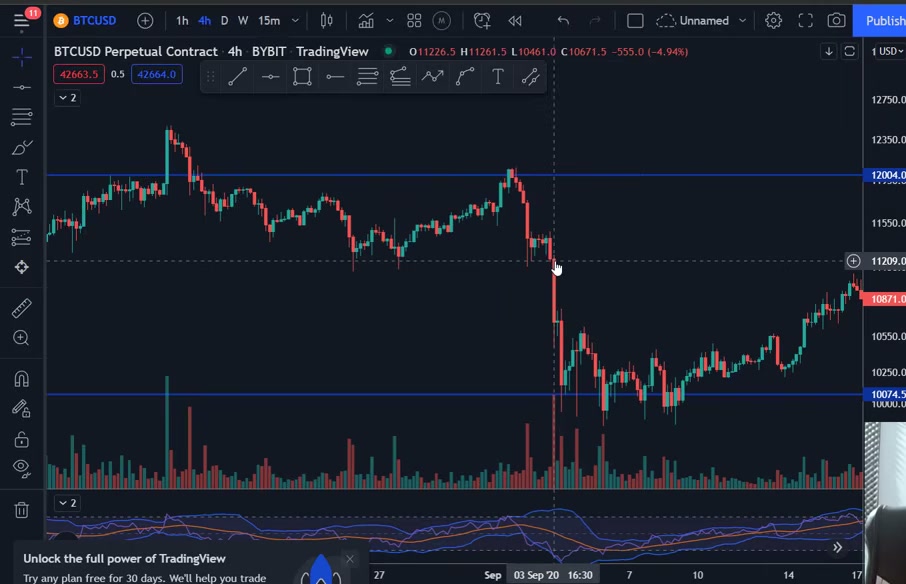 11
BTCUSD 1h 4h D W 15m M Unnamed Publish
BTCUSD Perpetual Contract · 4h · BYBIT · TradingView O11226.5 H11261.5 L10461.0 C10671.5 -555.0 (-4.94%)
1 USD
42663.5 0.5 42664.0
2
12750.0
12350.0
12004.0
11550.0
11209.0
10871.0
10550.0
10250.0
10074.5
10000.0
2
Unlock the full power of TradingView
Try any plan free for 30 days. We'll help you trade
27 Sep 03 Sep '20 16:30 7 10 14 17